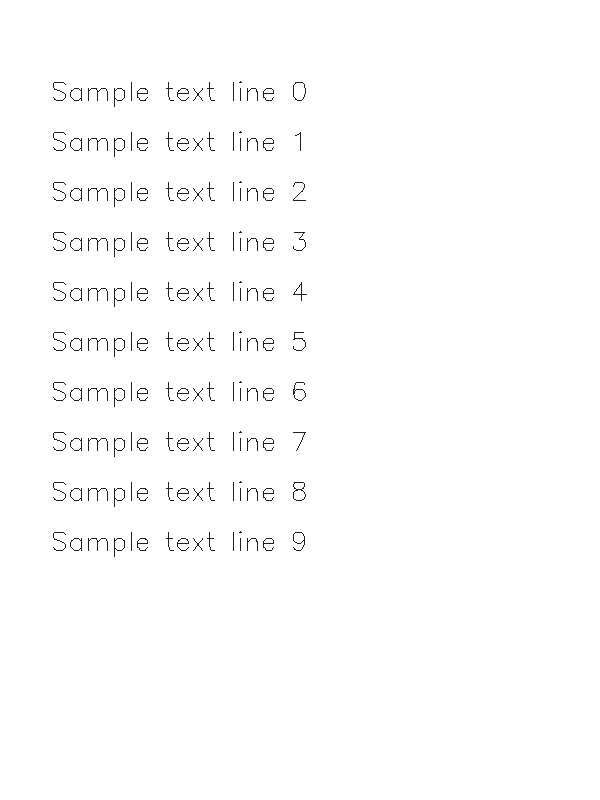 Sample text line 0
Sample text line 1
Sample text line 2
Sample text line 3
Sample text line 4
Sample text line 5
Sample text line 6
Sample text line 7
Sample text line 8
Sample text line 9